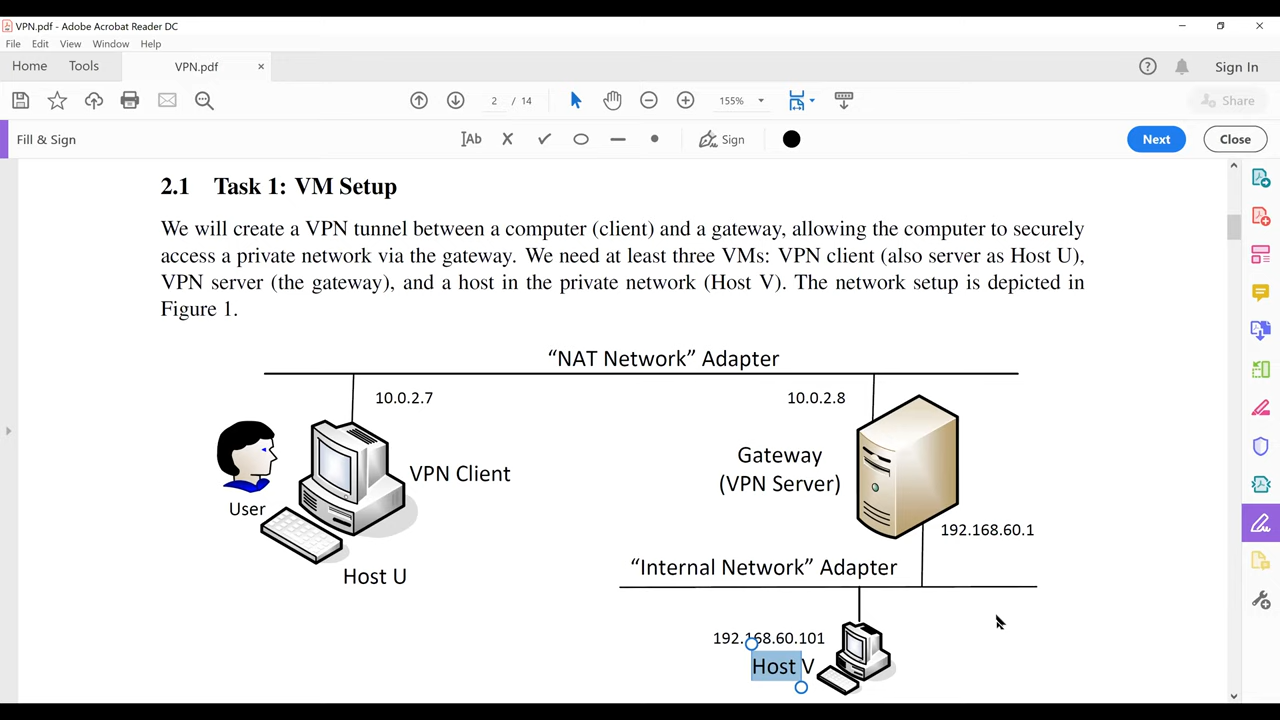 VPN.pdf - Adobe Acrobat Reader DC
File Edit View Window Help
Home Tools VPN.pdf × Sign In
2 / 14 155% Share
Fill & Sign Ab Sign Next Close
2.1 Task 1: VM Setup
We will create a VPN tunnel between a computer (client) and a gateway, allowing the computer to securely
access a private network via the gateway. We need at least three VMs: VPN client (also server as Host U),
VPN server (the gateway), and a host in the private network (Host V). The network setup is depicted in
Figure 1.
“NAT Network” Adapter
10.0.2.7
10.0.2.8
Gateway
(VPN Server)
VPN Client
User
192.168.60.1
“Internal Network” Adapter
Host U
192.168.60.101
Host V